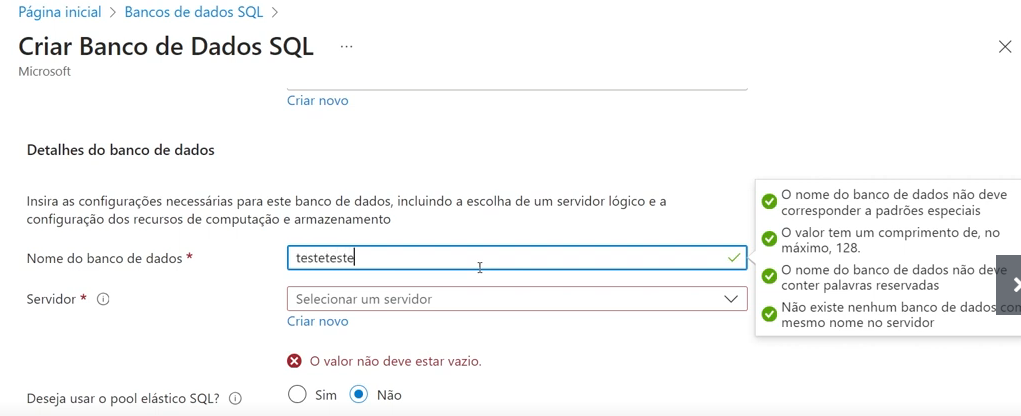 Página inicial > Bancos de dados SQL >
Criar Banco de Dados SQL ...
Microsoft
Criar novo
Detalhes do banco de dados
Insira as configurações necessárias para este banco de dados, incluindo a escolha de um servidor lógico e a
configuração dos recursos de computação e armazenamento
Nome do banco de dados *
testeteste
O nome do banco de dados não deve
corresponder a padrões especiais
O valor tem um comprimento de, no
máximo, 128.
O nome do banco de dados não deve
conter palavras reservadas
Não existe nenhum banco de dados com
mesmo nome no servidor
Servidor *
Selecionar um servidor
Criar novo
O valor não deve estar vazio.
Deseja usar o pool elástico SQL?
Sim
Não